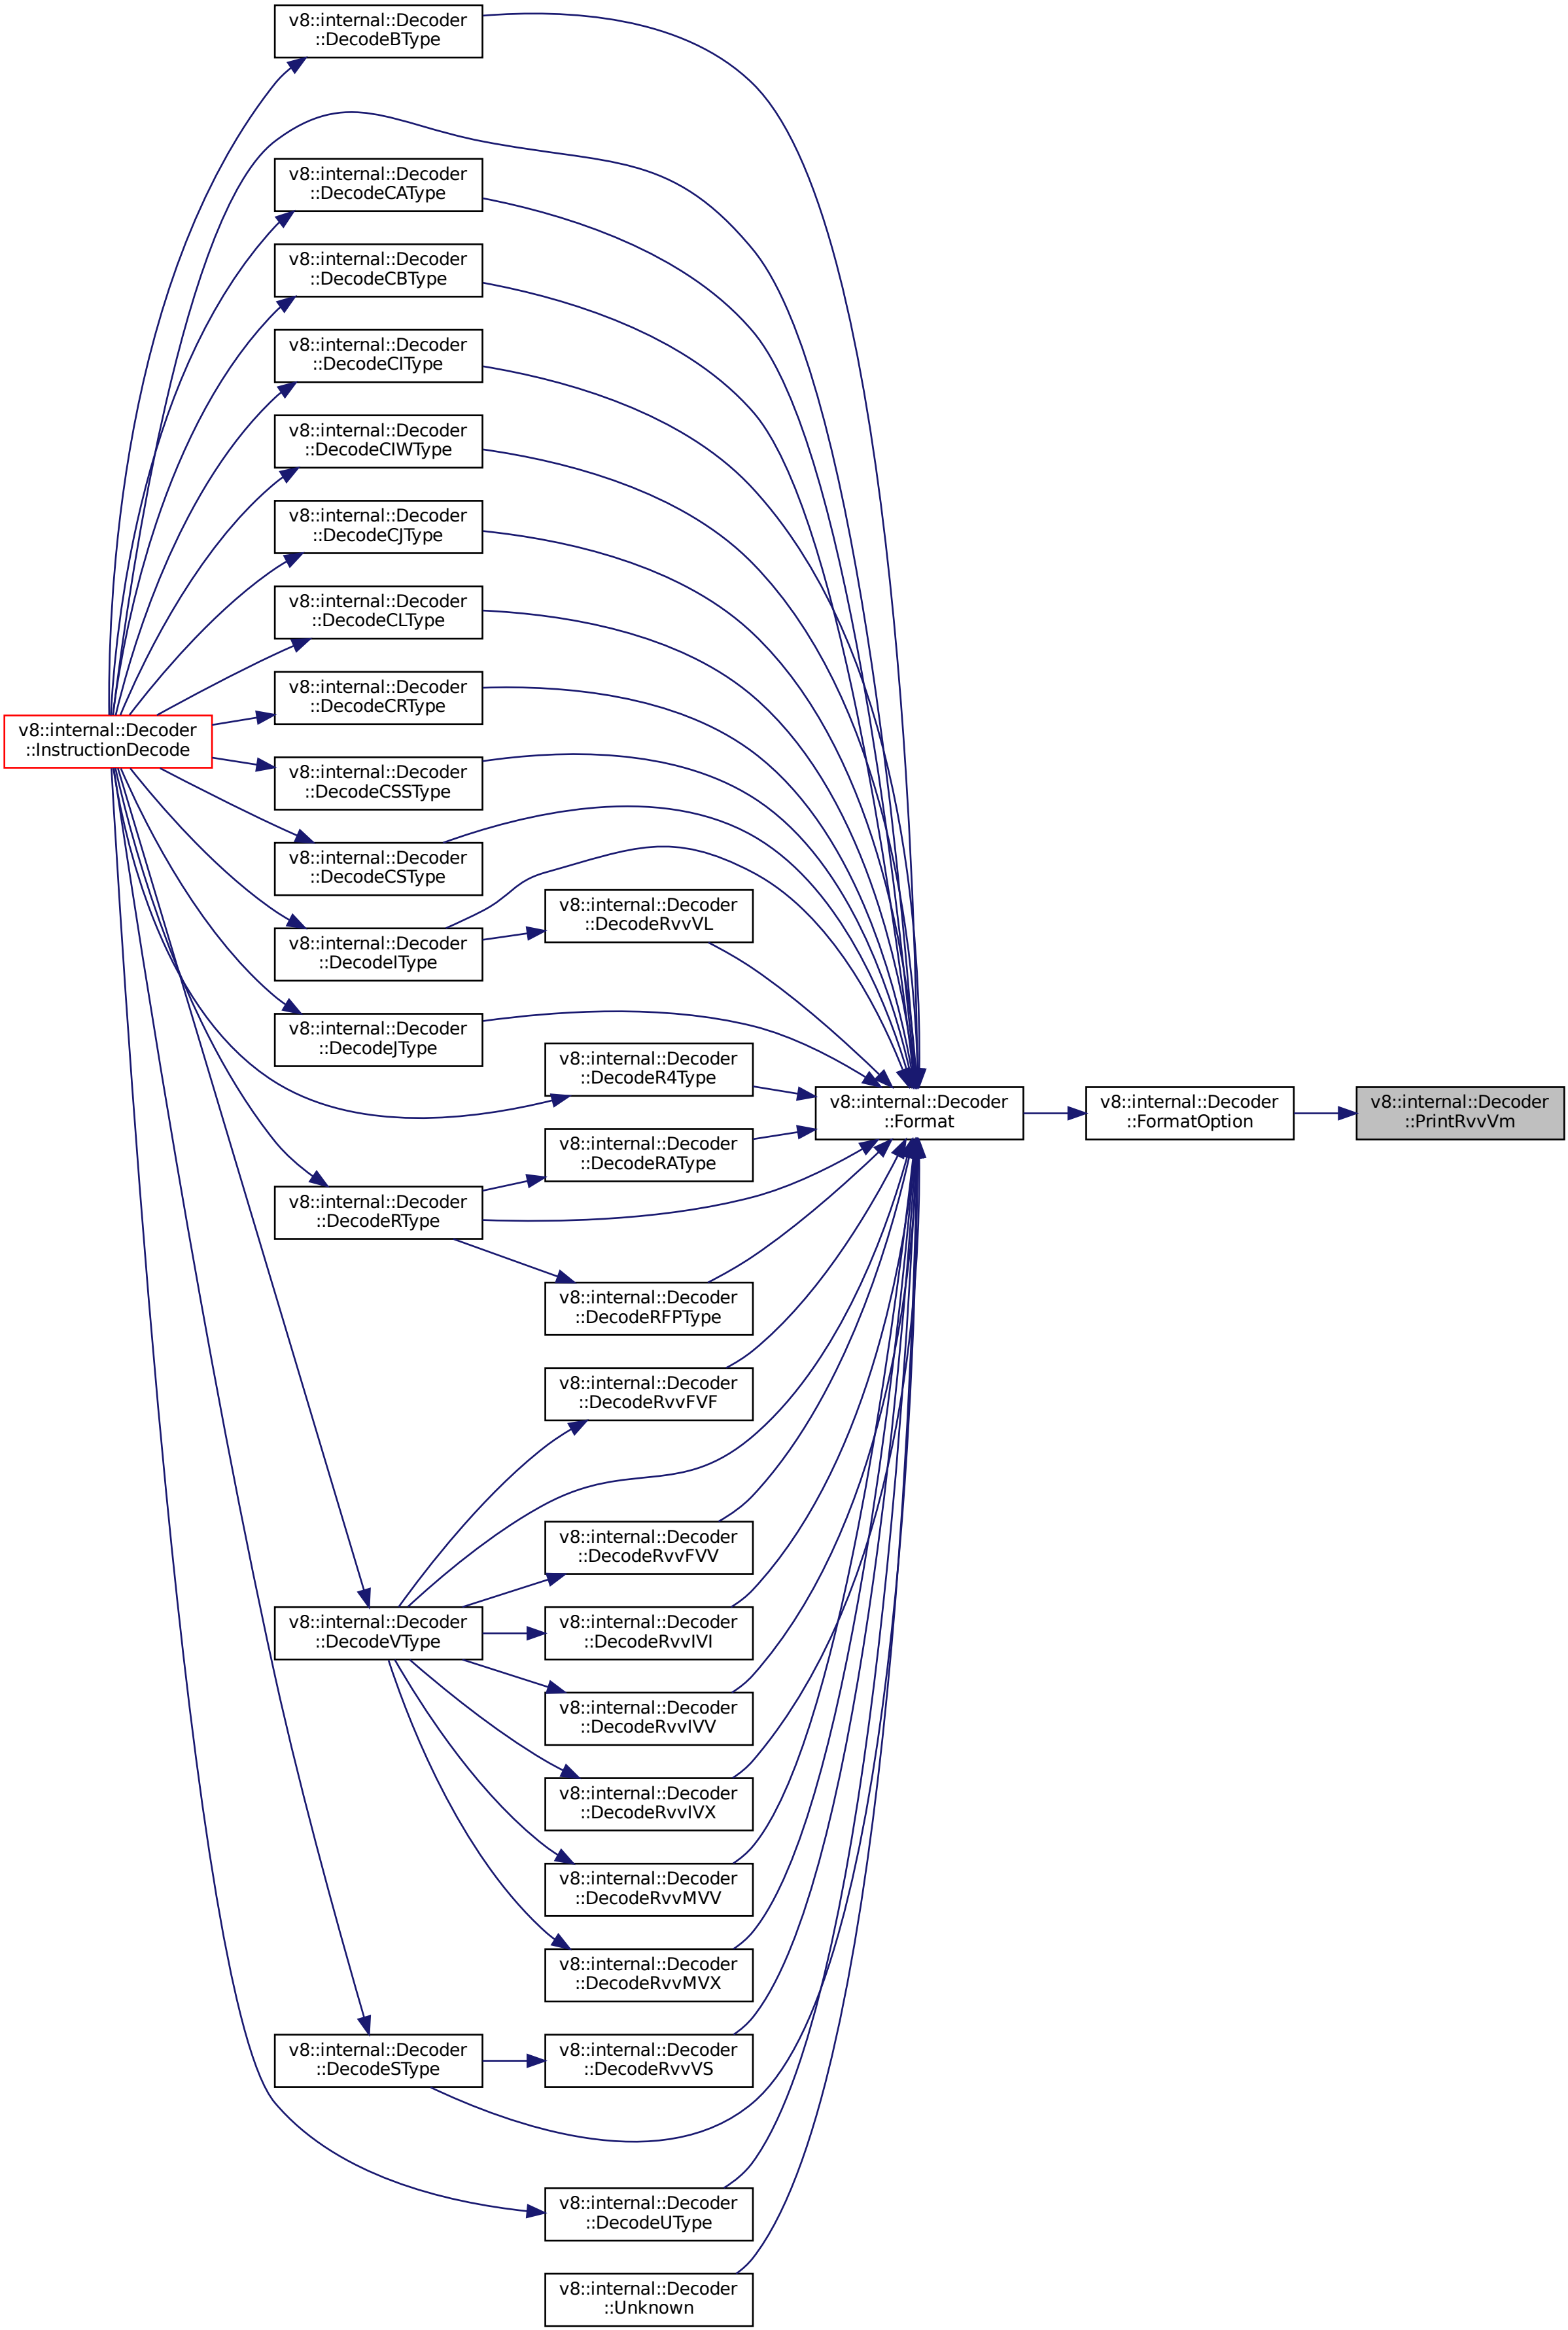 v8::internal::Decoder
::DecodeBType
v8::internal::Decoder
::DecodeCAType
v8::internal::Decoder
::DecodeCBType
v8::internal::Decoder
::DecodeCIType
v8::internal::Decoder
::DecodeCIWType
v8::internal::Decoder
::DecodeCJType
v8::internal::Decoder
::DecodeCLType
v8::internal::Decoder
::DecodeCRType
v8::internal::Decoder
::InstructionDecode
v8::internal::Decoder
::DecodeCSSType
v8::internal::Decoder
::DecodeCSType
v8::internal::Decoder
::DecodeRvvVL
v8::internal::Decoder
::DecodeIType
v8::internal::Decoder
::DecodeJType
v8::internal::Decoder
::DecodeR4Type
v8::internal::Decoder
::Format
v8::internal::Decoder
::FormatOption
v8::internal::Decoder
::PrintRvvVm
v8::internal::Decoder
::DecodeRAType
v8::internal::Decoder
::DecodeRType
v8::internal::Decoder
::DecodeRFPType
v8::internal::Decoder
::DecodeRvvFVF
v8::internal::Decoder
::DecodeRvvFVV
v8::internal::Decoder
::DecodeVType
v8::internal::Decoder
::DecodeRvvIVI
v8::internal::Decoder
::DecodeRvvIVV
v8::internal::Decoder
::DecodeRvvIVX
v8::internal::Decoder
::DecodeRvvMVV
v8::internal::Decoder
::DecodeRvvMVX
v8::internal::Decoder
::DecodeSType
v8::internal::Decoder
::DecodeRvvVS
v8::internal::Decoder
::DecodeUType
v8::internal::Decoder
::Unknown